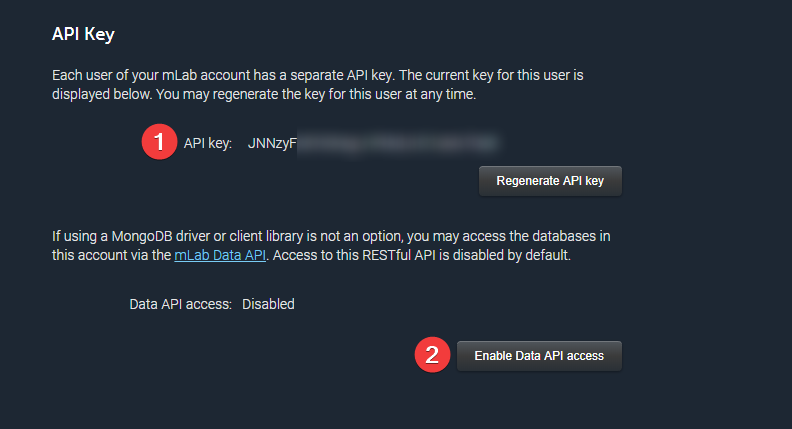 API Key
Each user of your mLab account has a separate API key. The current key for this user is
displayed below. You may regenerate the key for this user at any time.
1 API key: JNNzyF
Regenerate API key
If using a MongoDB driver or client library is not an option, you may access the databases in
this account via the mLab Data API. Access to this RESTful API is disabled by default.
Data API access: Disabled
2 Enable Data API access